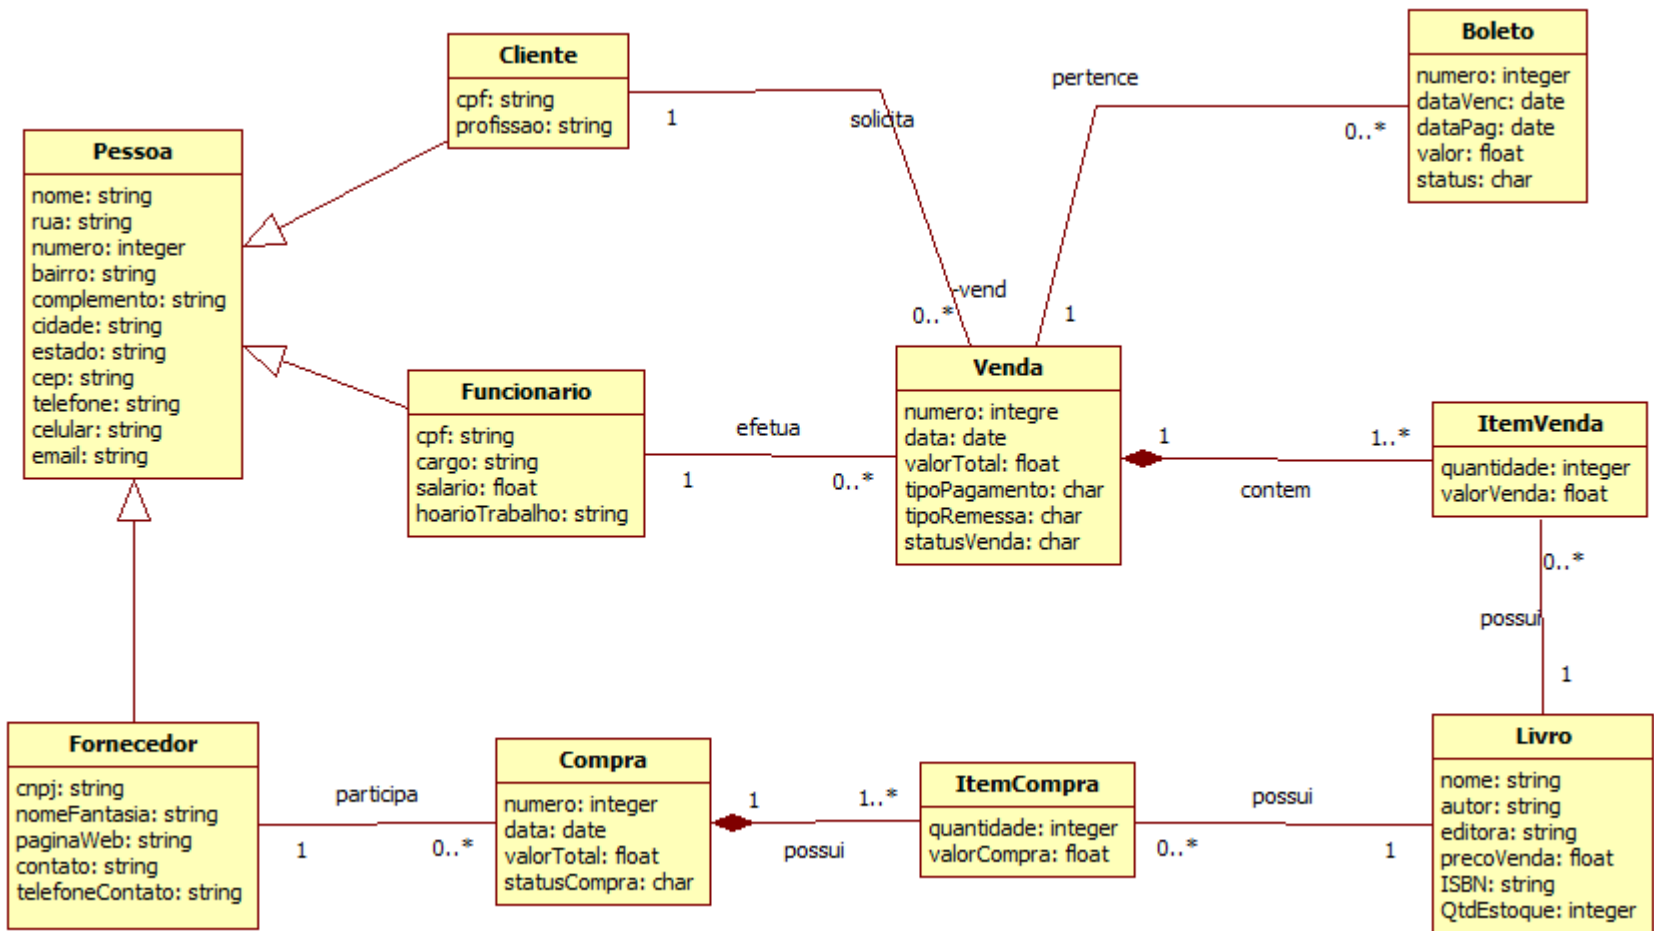 Cliente
cpf: string
profissao: string
1
solicita
-vend
0..*
pertence
1
0..*
Boleto
numero: integer
dataVenc: date
dataPag: date
valor: float
status: char
Pessoa
nome: string
rua: string
numero: integer
bairro: string
complemento: string
cidade: string
estado: string
cep: string
telefone: string
celular: string
email: string
Funcionario
cpf: string
cargo: string
salario: float
hoarioTrabalho: string
efetua
1
0..*
Venda
numero: integre
data: date
valorTotal: float
tipoPagamento: char
tipoRemessa: char
statusVenda: char
1
1..*
contem
ItemVenda
quantidade: integer
valorVenda: float
0..*
possui
1
Fornecedor
cnpj: string
nomeFantasia: string
paginaWeb: string
contato: string
telefoneContato: string
participa
1
0..*
Compra
numero: integer
data: date
valorTotal: float
statusCompra: char
1
1..*
possui
ItemCompra
quantidade: integer
valorCompra: float
possui
0..*
1
Livro
nome: string
autor: string
editora: string
precoVenda: float
ISBN: string
QtdEstoque: integer